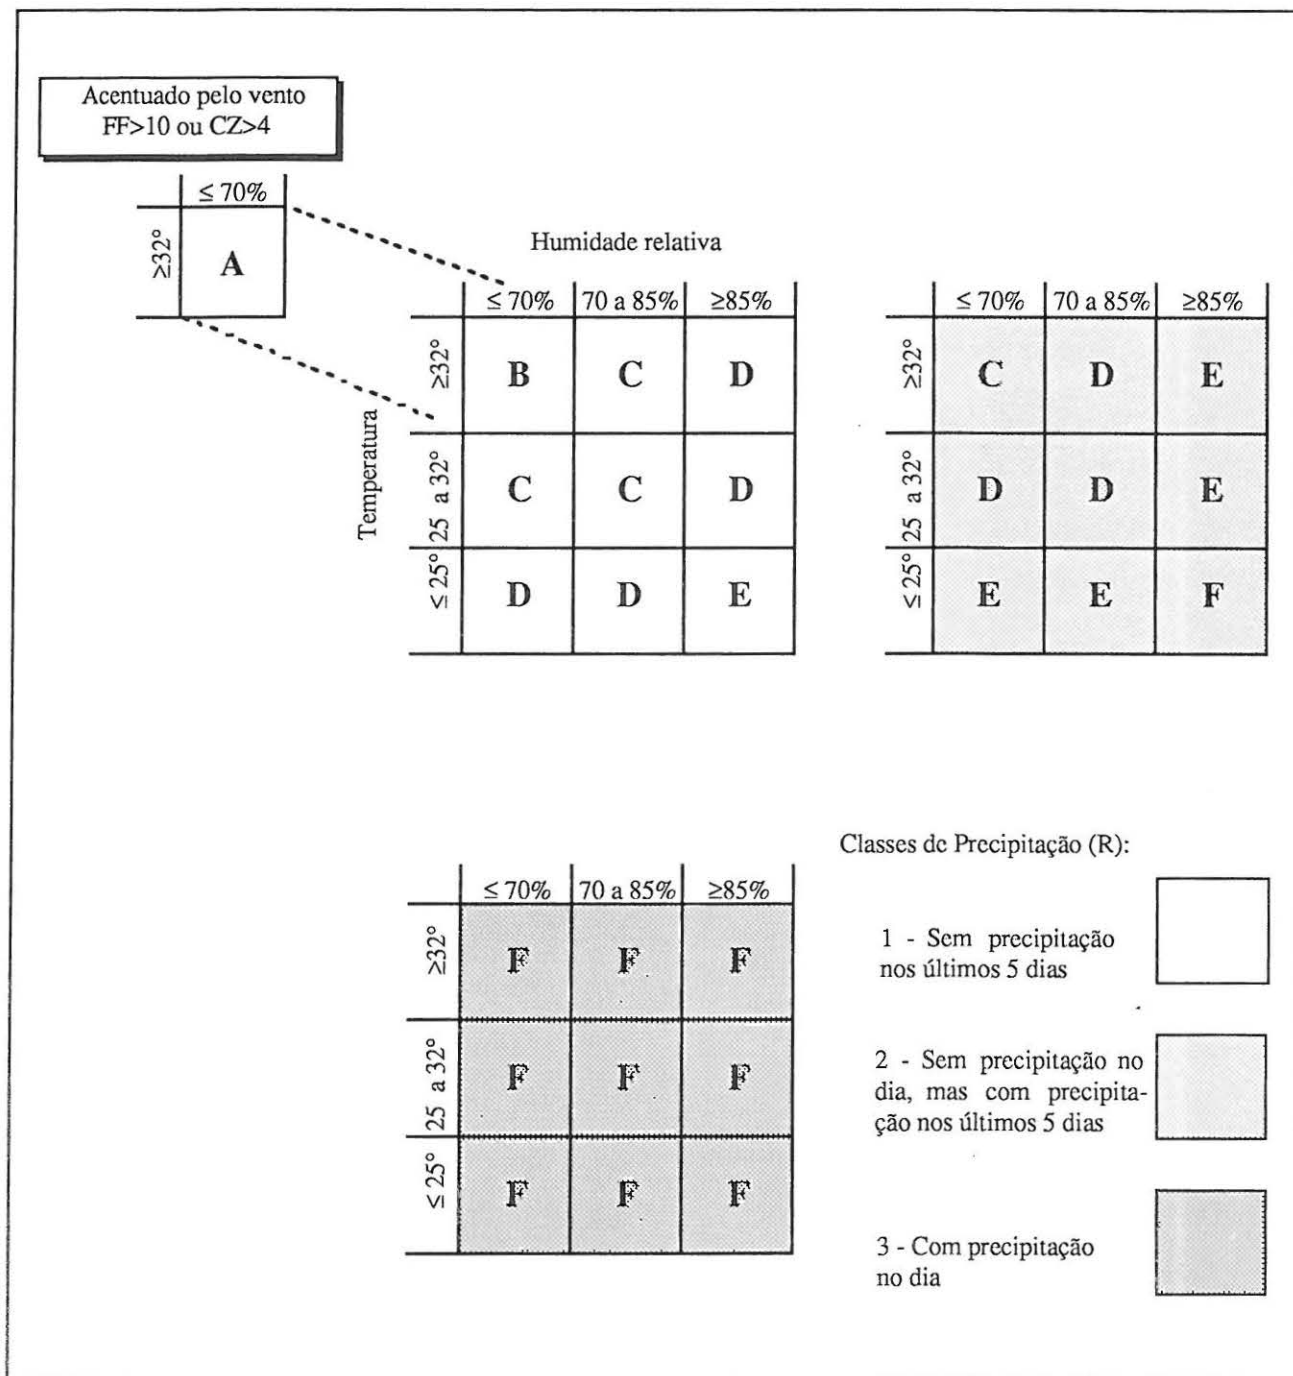 Acentuado pelo vento
FF>10 ou CZ>4
≤ 70%
≥32°
A
Humidade relativa
Temperatura
≤ 70% 70 a 85% ≥85%
≥32° B C D
25 a 32° C C D
≤ 25° D D E
≤ 70% 70 a 85% ≥85%
≥32° C D E
25 a 32° D D E
≤ 25° E E F
≤ 70% 70 a 85% ≥85%
≥32° F F F
25 a 32° F F F
≤ 25° F F F
Classes de Precipitação (R):
1 - Sem precipitação
nos últimos 5 dias
2 - Sem precipitação no
dia, mas com precipita-
ção nos últimos 5 dias
3 - Com precipitação
no dia